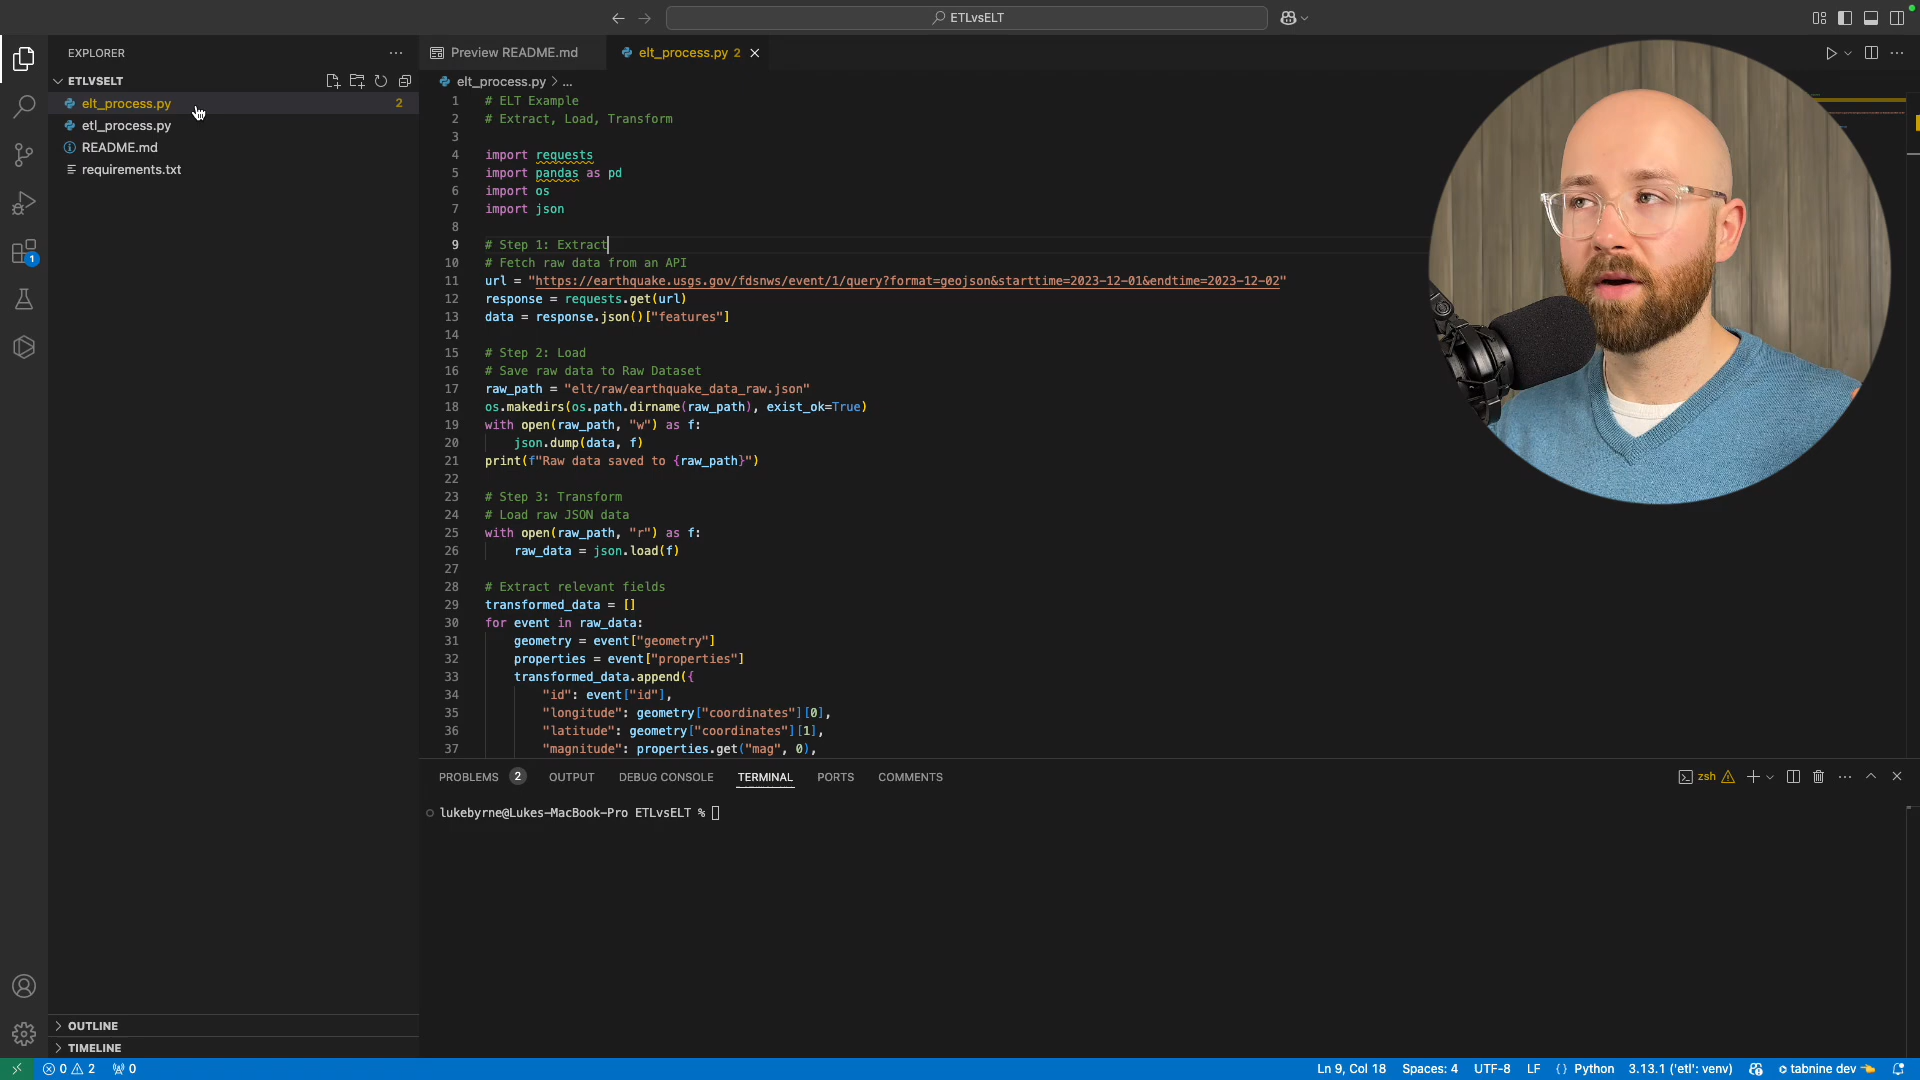 ETLvsELT
EXPLORER
Preview README.md
elt_process.py 2
ETLVSELT
elt_process.py > ...
elt_process.py 2
etl_process.py
README.md
requirements.txt
1 # ELT Example
2 # Extract, Load, Transform
3
4 import requests
5 import pandas as pd
6 import os
7 import json
8
9 # Step 1: Extract
10 # Fetch raw data from an API
11 url = "https://earthquake.usgs.gov/fdsnws/event/1/query?format=geojson&starttime=2023-12-01&endtime=2023-12-02"
12 response = requests.get(url)
13 data = response.json()["features"]
14
15 # Step 2: Load
16 # Save raw data to Raw Dataset
17 raw_path = "elt/raw/earthquake_data_raw.json"
18 os.makedirs(os.path.dirname(raw_path), exist_ok=True)
19 with open(raw_path, "w") as f:
20 json.dump(data, f)
21 print(f"Raw data saved to {raw_path}")
22
23 # Step 3: Transform
24 # Load raw JSON data
25 with open(raw_path, "r") as f:
26 raw_data = json.load(f)
27
28 # Extract relevant fields
29 transformed_data = []
30 for event in raw_data:
31 geometry = event["geometry"]
32 properties = event["properties"]
33 transformed_data.append({
34 "id": event["id"],
35 "longitude": geometry["coordinates"][0],
36 "latitude": geometry["coordinates"][1],
37 "magnitude": properties.get("mag", 0),
PROBLEMS 2 OUTPUT DEBUG CONSOLE TERMINAL PORTS COMMENTS
zsh
lukebyrne@Lukes-MacBook-Pro ETLvsELT %
1
OUTLINE
TIMELINE
0 2 0
Ln 9, Col 18 Spaces: 4 UTF-8 LF {} Python 3.13.1 ('etl': venv) tabnine dev